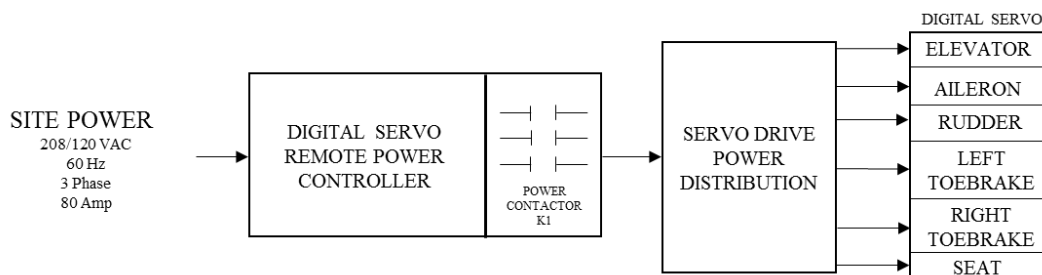 DIGITAL SERVO
ELEVATOR
AILERON
RUDDER
LEFT
TOEBRAKE
RIGHT
TOEBRAKE
SEAT
SITE POWER
208/120 VAC
60 Hz
3 Phase
80 Amp
DIGITAL SERVO
REMOTE POWER
CONTROLLER
POWER
CONTACTOR
K1
SERVO DRIVE
POWER
DISTRIBUTION